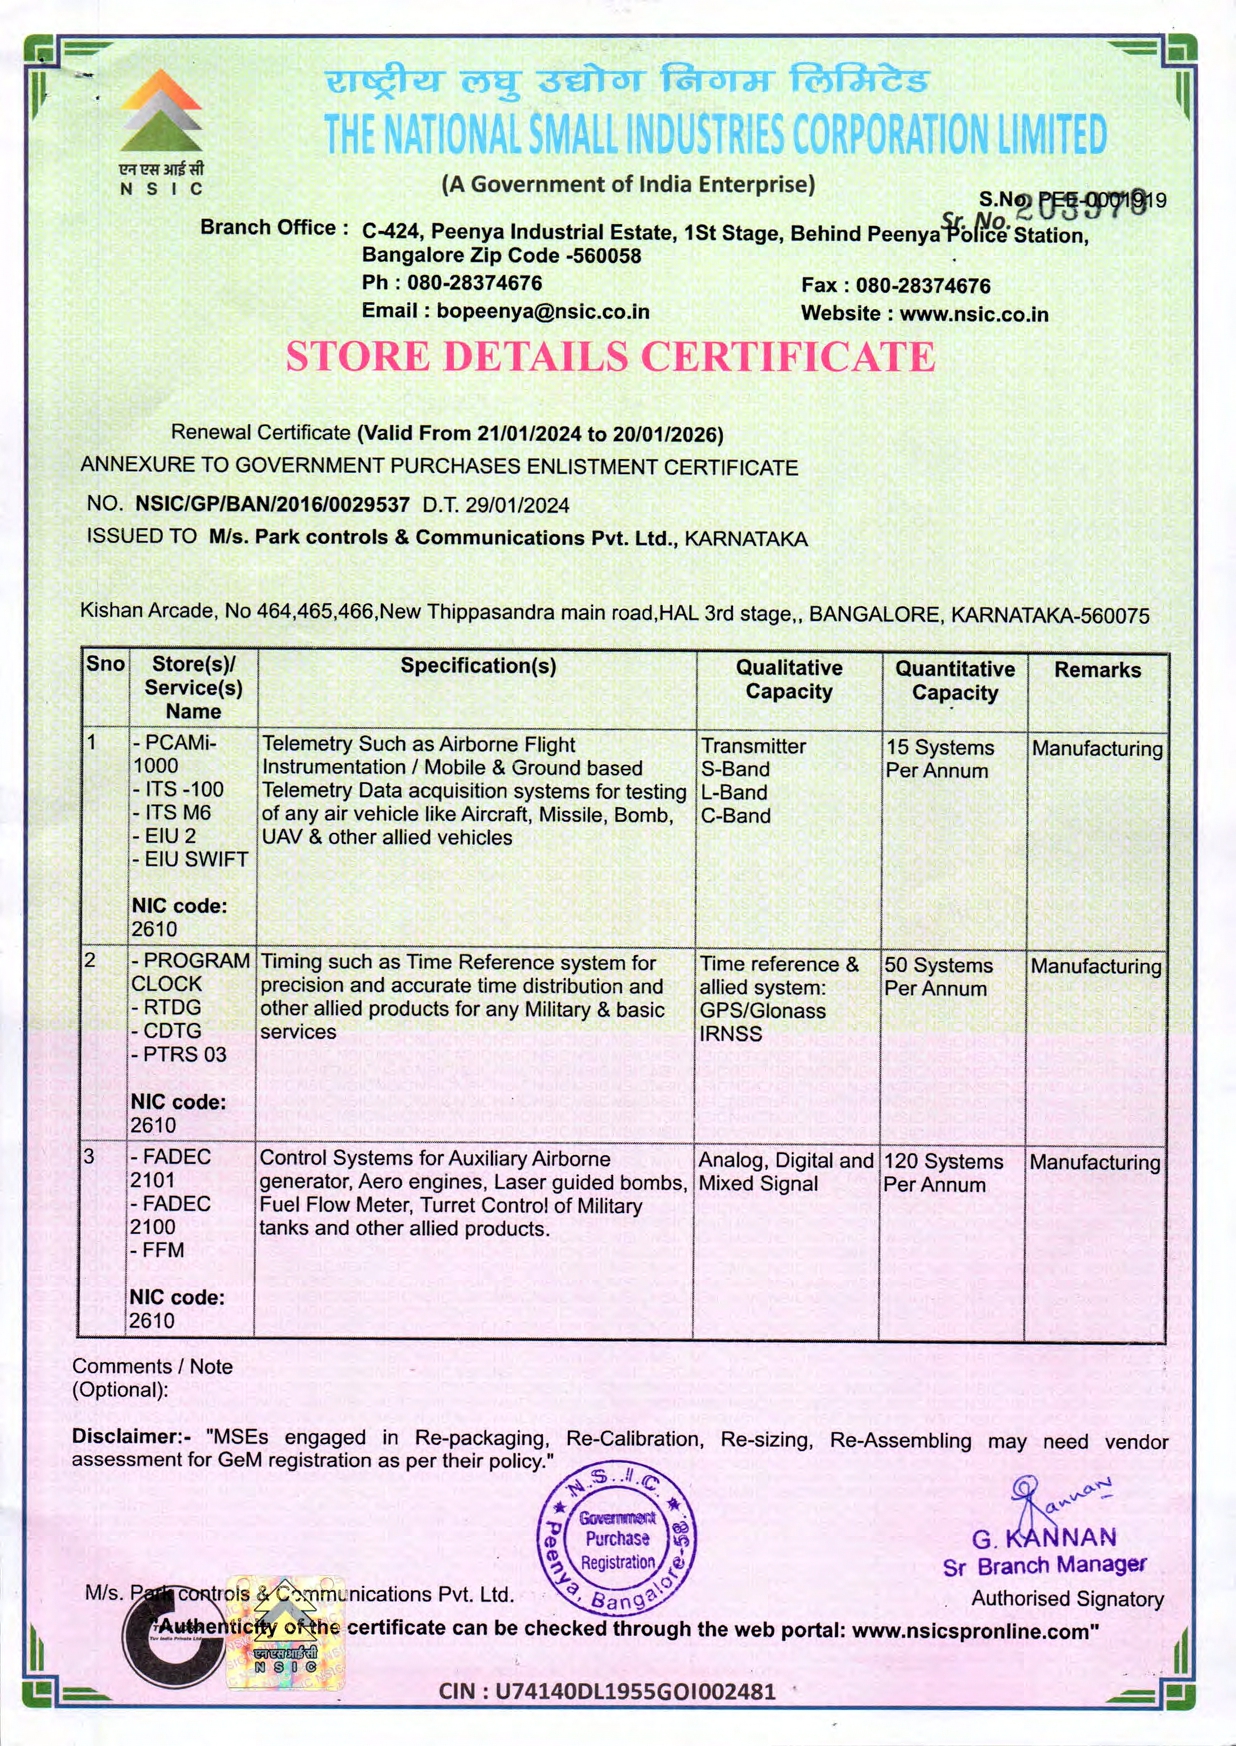 राष्ट्रीय लघु उद्योग निगम लिमिटेड
THE NATIONAL SMALL INDUSTRIES CORPORATION LIMITED
एन एस आई सी
N S I C
(A Government of India Enterprise)
S.No. PEE-0001919
Sr. No.
Branch Office : C-424, Peenya Industrial Estate, 1St Stage, Behind Peenya Police Station,
Bangalore Zip Code -560058
Ph : 080-28374676 Fax : 080-28374676
Email : bopeenya@nsic.co.in Website : www.nsic.co.in
STORE DETAILS CERTIFICATE
Renewal Certificate (Valid From 21/01/2024 to 20/01/2026)
ANNEXURE TO GOVERNMENT PURCHASES ENLISTMENT CERTIFICATE
NO. NSIC/GP/BAN/2016/0029537 D.T. 29/01/2024
ISSUED TO M/s. Park controls & Communications Pvt. Ltd., KARNATAKA
Kishan Arcade, No 464,465,466,New Thippasandra main road,HAL 3rd stage,, BANGALORE, KARNATAKA-560075
Sno
Store(s)/
Service(s)
Name
Specification(s)
Qualitative
Capacity
Quantitative
Capacity
Remarks
1
- PCAMi-
1000
- ITS -100
- ITS M6
- EIU 2
- EIU SWIFT
NIC code:
2610
Telemetry Such as Airborne Flight
Instrumentation / Mobile & Ground based
Telemetry Data acquisition systems for testing
of any air vehicle like Aircraft, Missile, Bomb,
UAV & other allied vehicles
Transmitter
S-Band
L-Band
C-Band
15 Systems
Per Annum
Manufacturing
2
- PROGRAM
CLOCK
- RTDG
- CDTG
- PTRS 03
NIC code:
2610
Timing such as Time Reference system for
precision and accurate time distribution and
other allied products for any Military & basic
services
Time reference &
allied system:
GPS/Glonass
IRNSS
50 Systems
Per Annum
Manufacturing
3
- FADEC
2101
- FADEC
2100
- FFM
NIC code:
2610
Control Systems for Auxiliary Airborne
generator, Aero engines, Laser guided bombs,
Fuel Flow Meter, Turret Control of Military
tanks and other allied products.
Analog, Digital and
Mixed Signal
120 Systems
Per Annum
Manufacturing
Comments / Note
(Optional):
Disclaimer:- "MSEs engaged in Re-packaging, Re-Calibration, Re-sizing, Re-Assembling may need vendor
assessment for GeM registration as per their policy."
N.S.I.C.
Government
Purchase
Registration
Peenya, Bangalore-58
Kannan
G. KANNAN
Sr Branch Manager
Authorised Signatory
M/s. Park controls & Communications Pvt. Ltd.
"Authenticity of the certificate can be checked through the web portal: www.nsicspronline.com"
एन एस आई सी
N S I C
CIN : U74140DL1955GOI002481